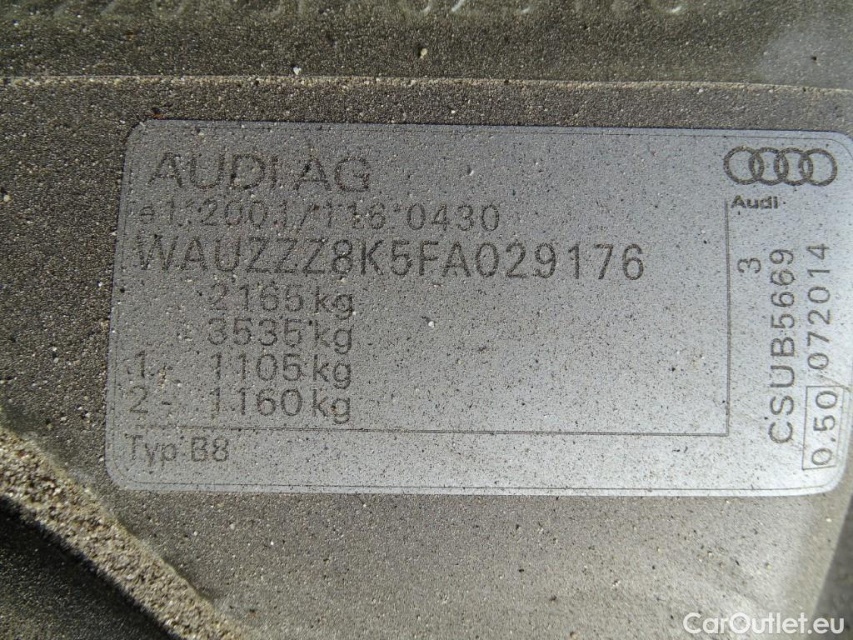 AUDI AG
e1*2001/116*0430
WAUZZZ8K5FA029176
2165 kg
3535 kg
1 - 1105 kg
2 - 1160 kg
Typ B8
Audi
3
CSUB5669
0.50 072014
CarOutlet.eu